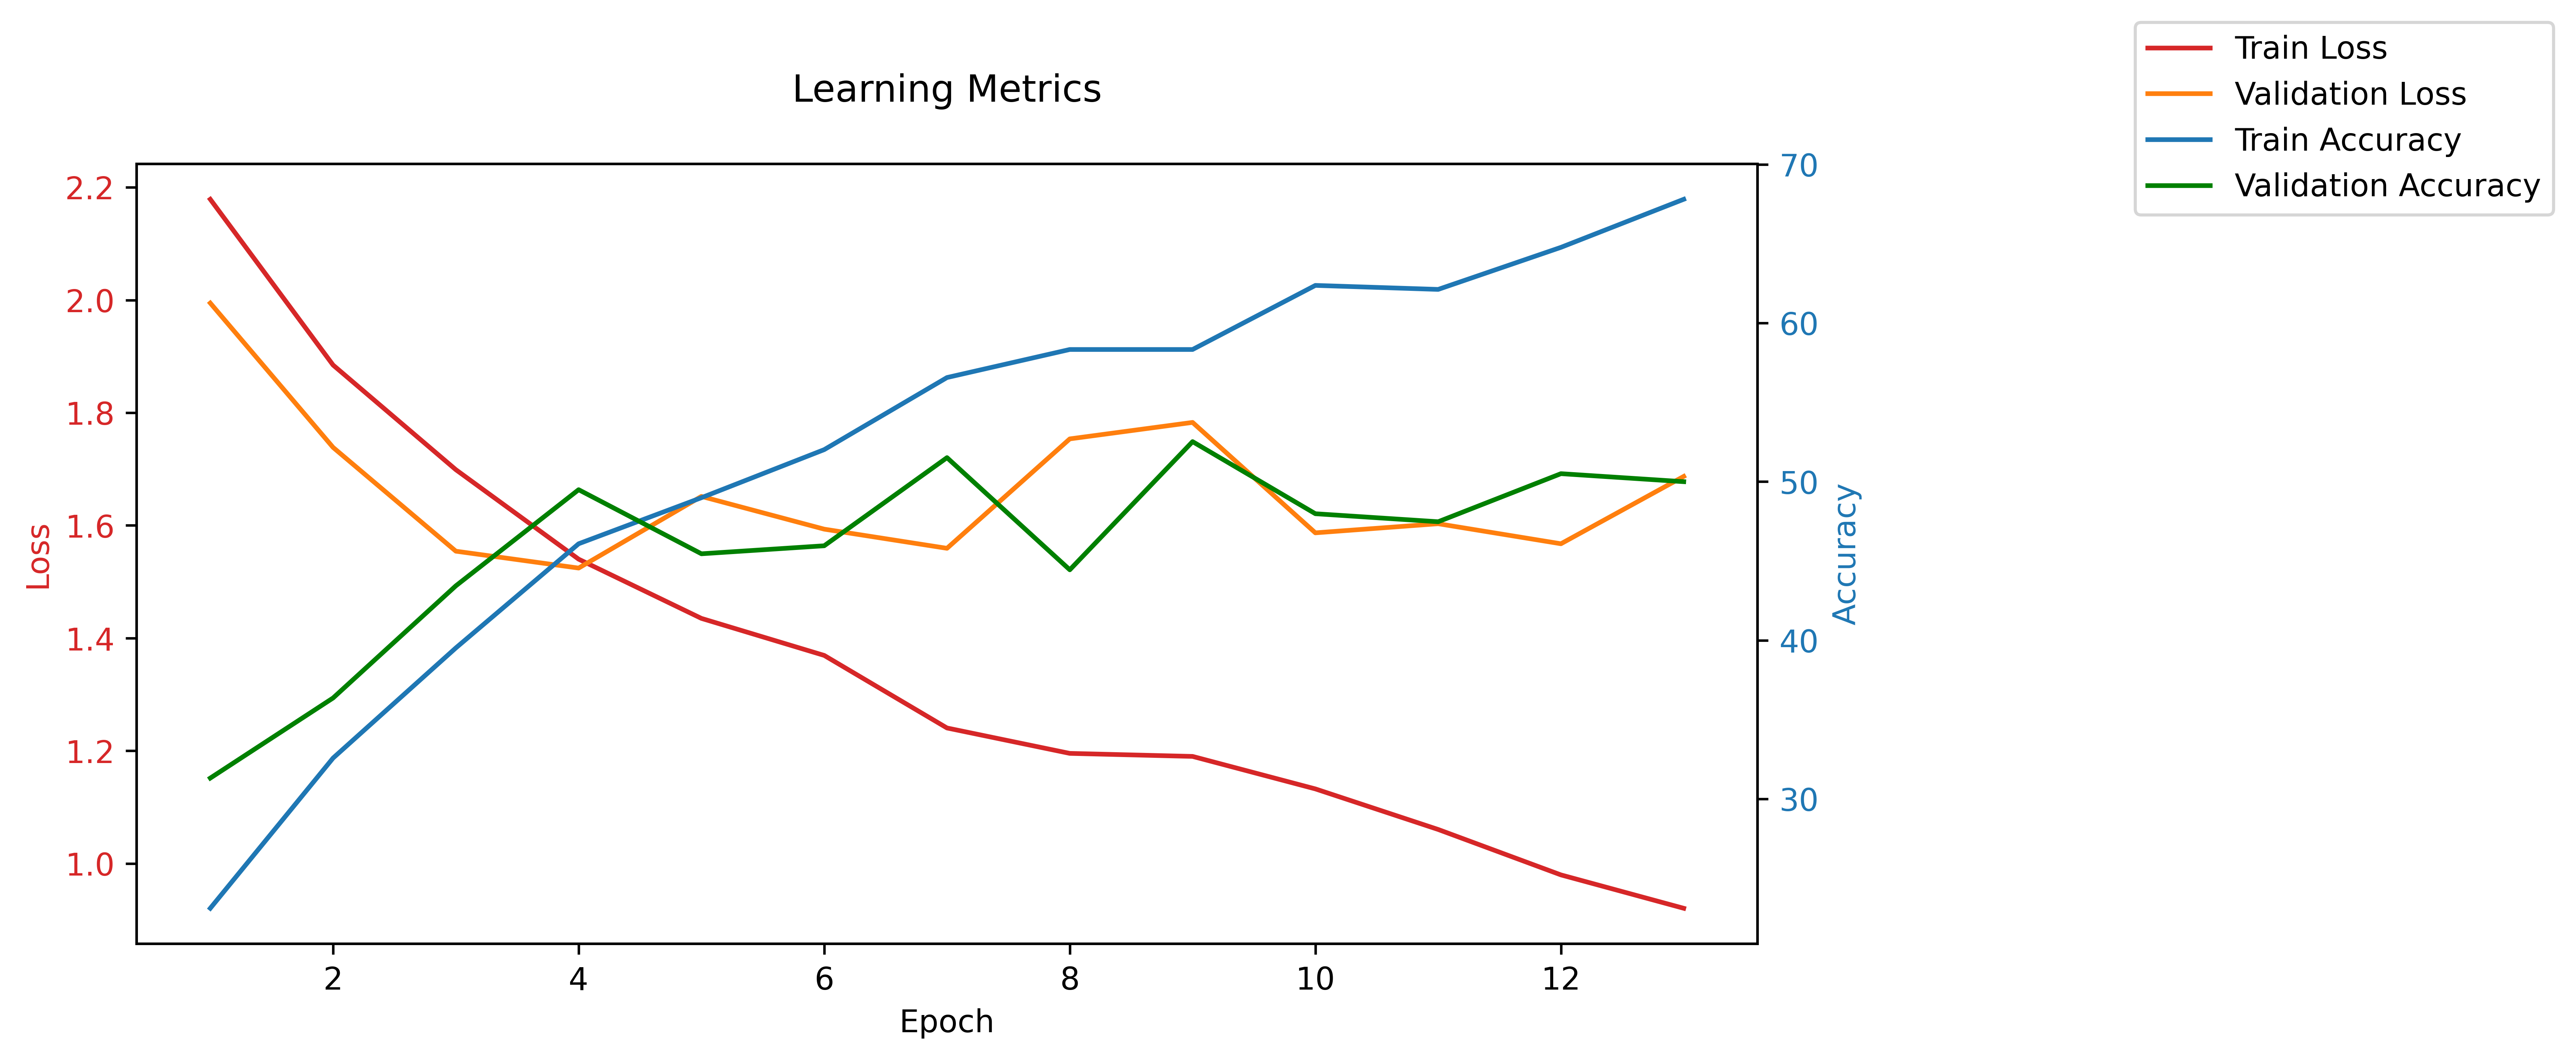 Learning Metrics
Train Loss
Validation Loss
Train Accuracy
Validation Accuracy
Loss
2.2
2.0
1.8
1.6
1.4
1.2
1.0
70
60
50
40
30
Accuracy
2 4 6 8 10 12
Epoch